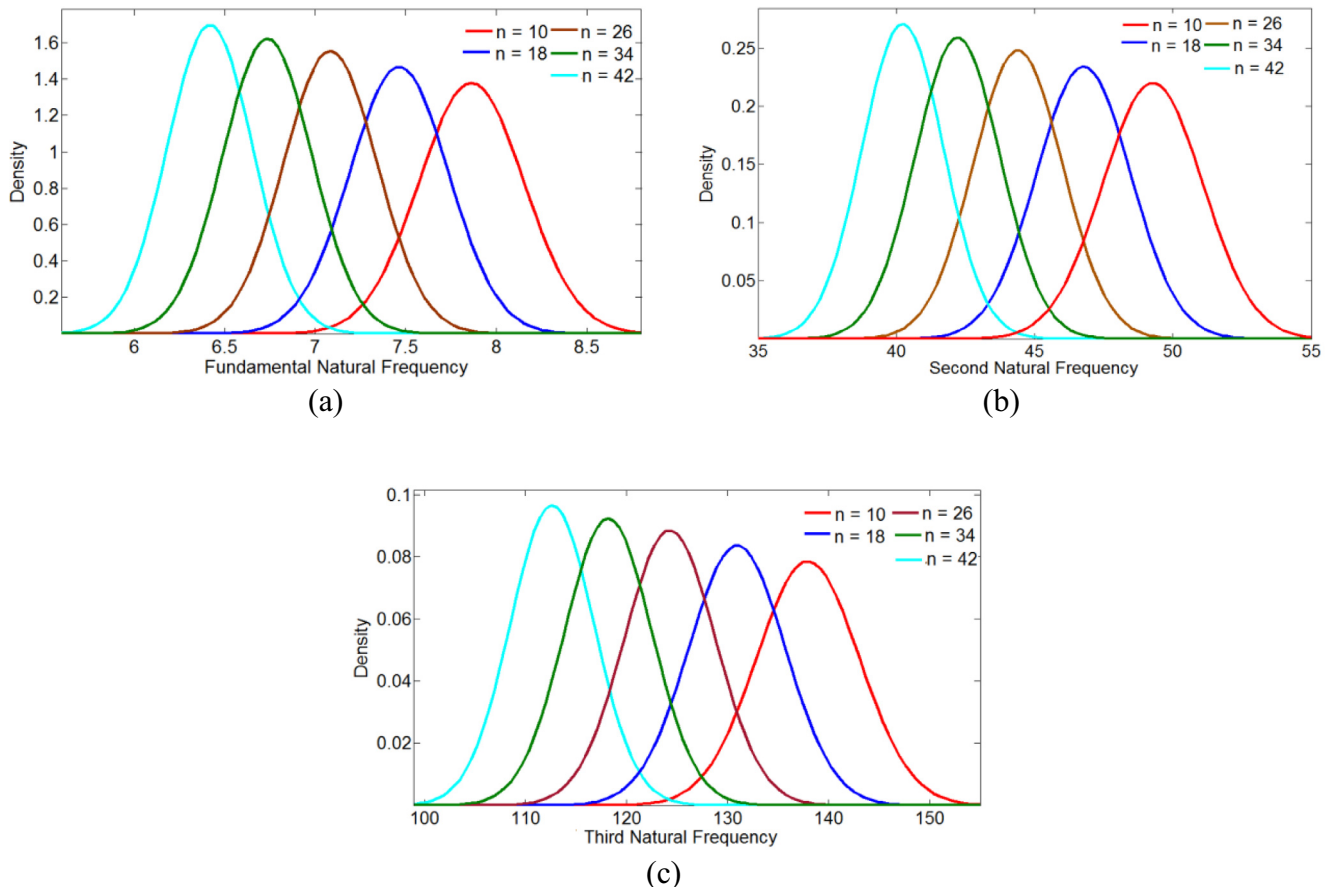 1.6
1.4
1.2
1
0.8
0.6
0.4
0.2
Density
n = 10 n = 26
n = 18 n = 34
n = 42
6 6.5 7 7.5 8 8.5
Fundamental Natural Frequency
(a)
0.25
0.2
0.15
0.1
0.05
Density
n = 10 n = 26
n = 18 n = 34
n = 42
35 40 45 50 55
Second Natural Frequency
(b)
0.1
0.08
0.06
0.04
0.02
Density
n = 10 n = 26
n = 18 n = 34
n = 42
100 110 120 130 140 150
Third Natural Frequency
(c)